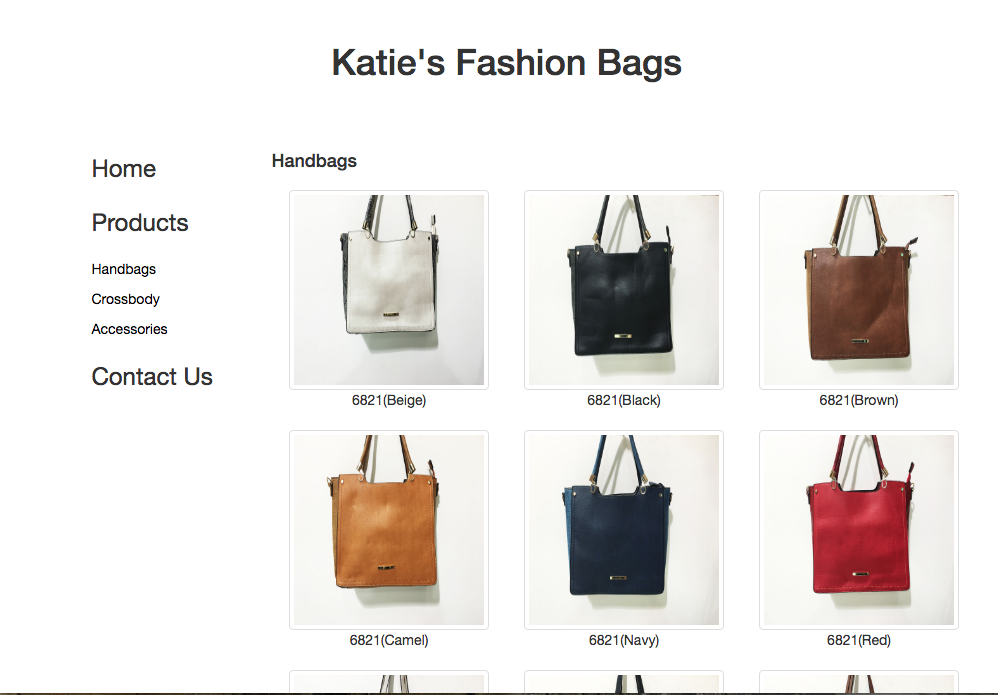 Katie's Fashion Bags
Home
Products
Handbags
Crossbody
Accessories
Contact Us
Handbags
6821(Beige)
6821(Black)
6821(Brown)
6821(Camel)
6821(Navy)
6821(Red)